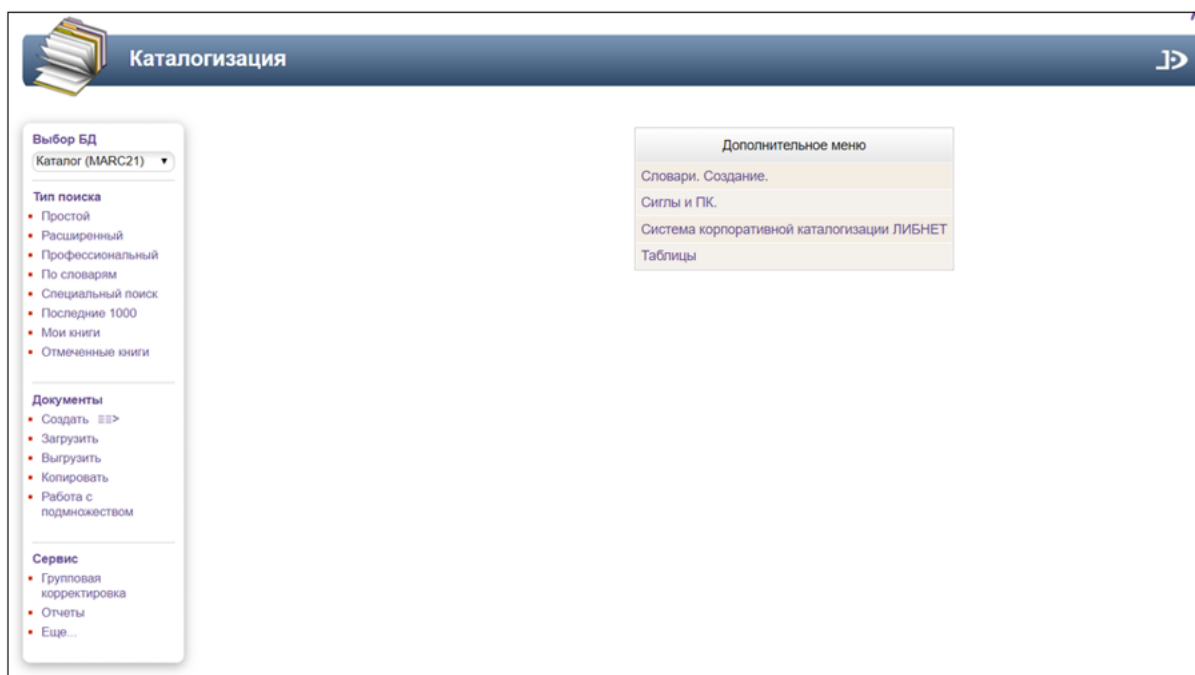 Каталогизация
Выбор БД
Каталог (MARC21)
Тип поиска
Простой
Расширенный
Профессиональный
По словарям
Специальный поиск
Последние 1000
Мои книги
Отмеченные книги
Документы
Создать ==>
Загрузить
Выгрузить
Копировать
Работа с
подмножеством
Сервис
Групповая
корректировка
Отчеты
Еще...
Дополнительное меню
Словари. Создание.
Сиглы и ПК.
Система корпоративной каталогизации ЛИБНЕТ
Таблицы